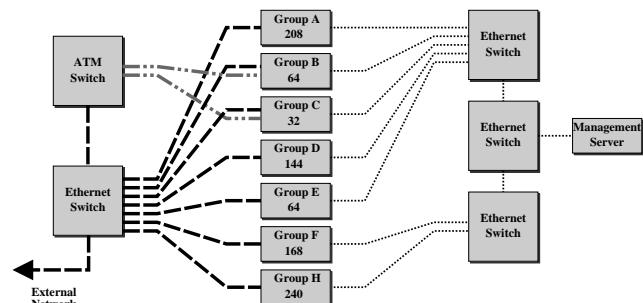 ATM
Switch
Ethernet
Switch
External
Network
Group A
208
Group B
64
Group C
32
Group D
144
Group E
64
Group F
168
Group H
240
Ethernet
Switch
Ethernet
Switch
Ethernet
Switch
Management
Server